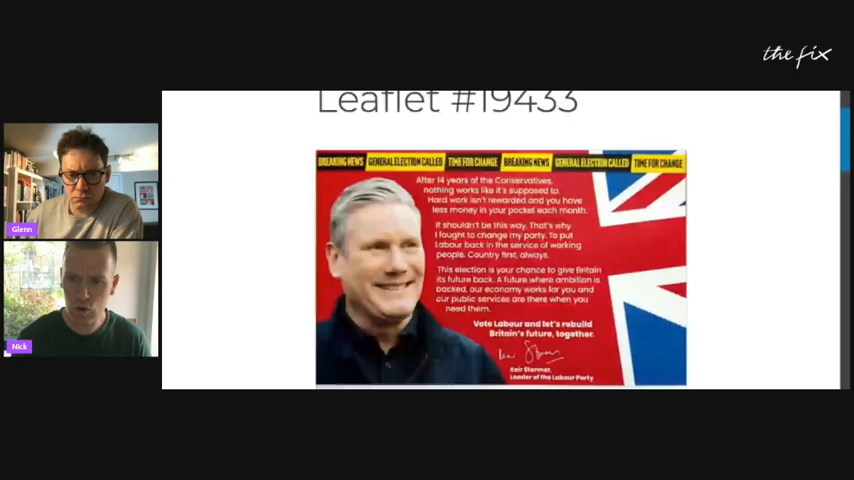 the fix
Leaflet #19433
BREAKING NEWS GENERAL ELECTION CALLED TIME FOR CHANGE BREAKING NEWS GENERAL ELECTION CALLED TIME FOR CHANGE
After 14 years of the Conservatives,
nothing works like it's supposed to.
Hard work isn't rewarded and you have
less money in your pocket each month.
It shouldn't be this way. That's why
I fought to change my party. To put
Labour back in the service of working
people. Country first, always.
This election is your chance to give Britain
its future back. A future where ambition is
backed, our economy works for you and
our public services are there when you
need them.
Vote Labour and let's rebuild
Britain's future, together.
Keir Starmer
Keir Starmer,
Leader of the Labour Party
Glenn
Nick